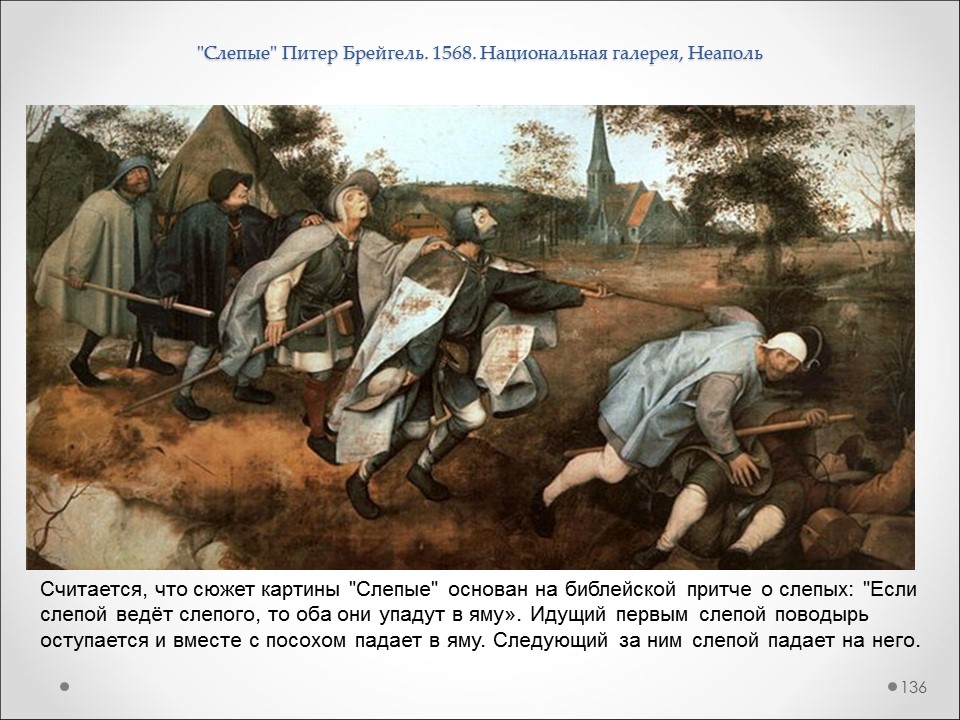 "Слепые" Питер Брейгель. 1568. Национальная галерея, Неаполь
Считается, что сюжет картины "Слепые" основан на библейской притче о слепых: "Если
слепой ведёт слепого, то оба они упадут в яму». Идущий первым слепой поводырь
оступается и вместе с посохом падает в яму. Следующий за ним слепой падает на него.
136